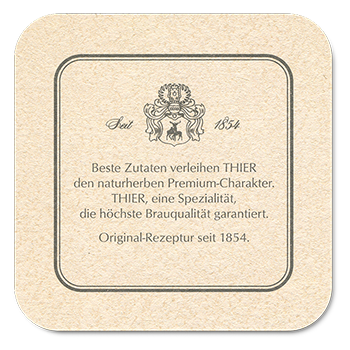 Seit 1854
Beste Zutaten verleihen THIER
den naturherben Premium-Charakter.
THIER, eine Spezialität,
die höchste Brauqualität garantiert.
Original-Rezeptur seit 1854.